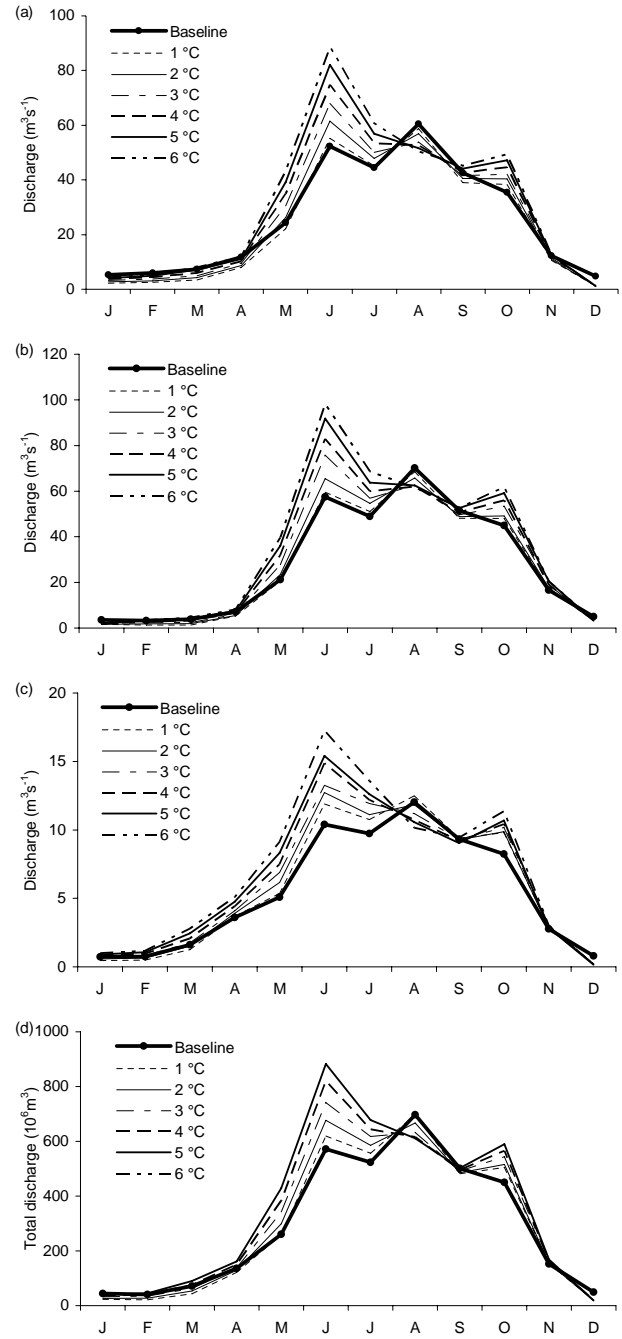 (a)
100
80
60
40
20
0
Discharge (m³s⁻¹)
Baseline
1 °C
2 °C
3 °C
4 °C
5 °C
6 °C
J F M A M J J A S O N D
(b)
120
100
80
60
40
20
0
Discharge (m³s⁻¹)
Baseline
1 °C
2 °C
3 °C
4 °C
5 °C
6 °C
J F M A M J J A S O N D
(c)
20
15
10
5
0
Discharge (m³s⁻¹)
Baseline
1 °C
2 °C
3 °C
4 °C
5 °C
6 °C
J F M A M J J A S O N D
(d)
1000
800
600
400
200
0
Total discharge (10⁶m³)
Baseline
1 °C
2 °C
3 °C
4 °C
5 °C
6 °C
J F M A M J J A S O N D